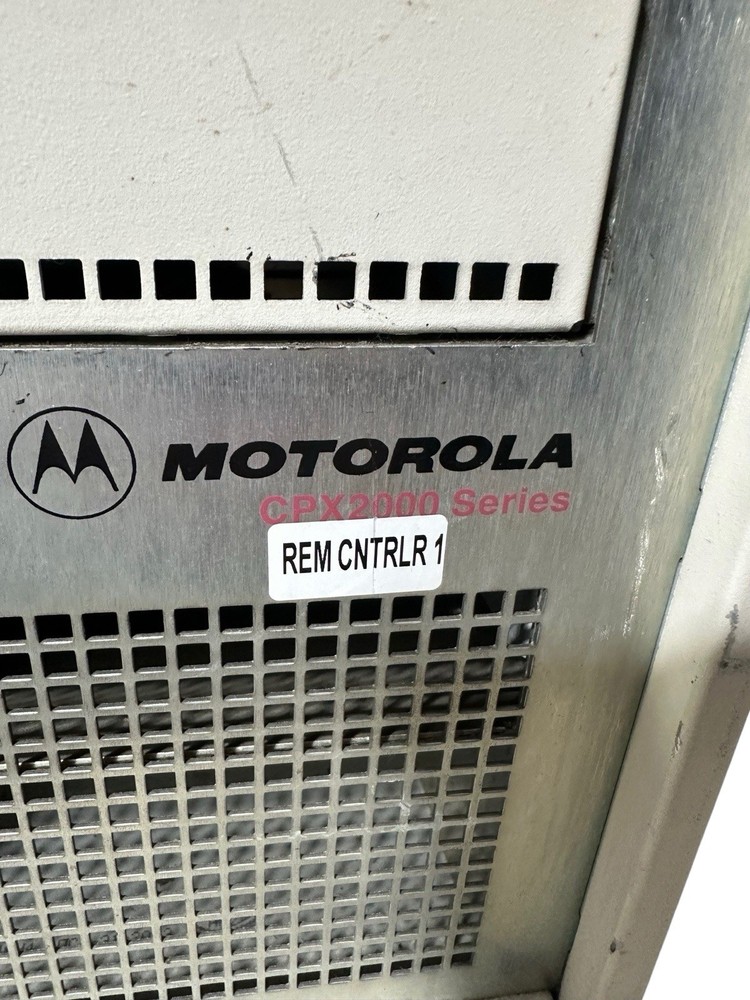 MOTOROLA
CPX2000 Series
REM CNTRLR 1